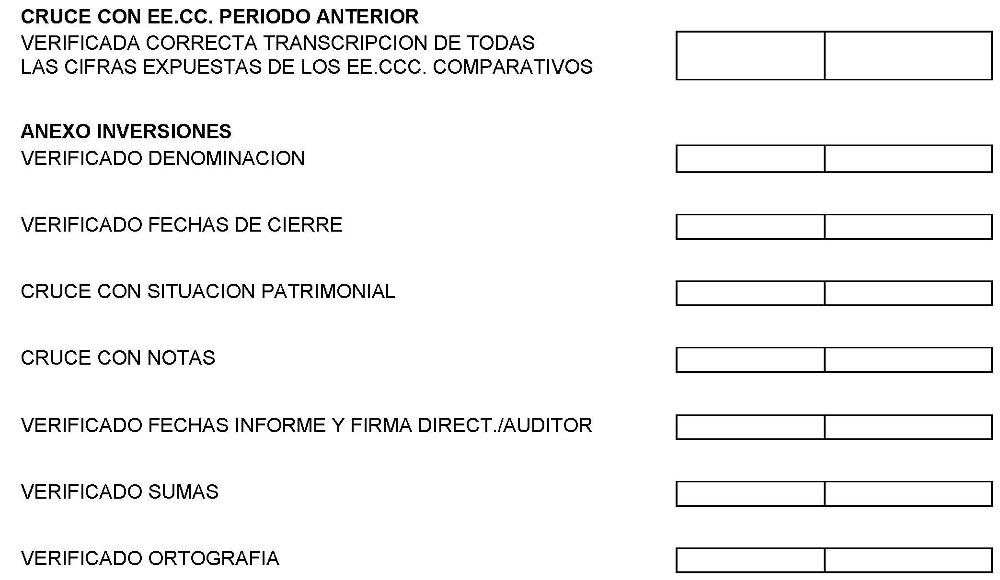 CRUCE CON EE.CC. PERIODO ANTERIOR
VERIFICADA CORRECTA TRANSCRIPCION DE TODAS
LAS CIFRAS EXPUESTAS DE LOS EE.CCC. COMPARATIVOS
ANEXO INVERSIONES
VERIFICADO DENOMINACION
VERIFICADO FECHAS DE CIERRE
CRUCE CON SITUACION PATRIMONIAL
CRUCE CON NOTAS
VERIFICADO FECHAS INFORME Y FIRMA DIRECT./AUDITOR
VERIFICADO SUMAS
VERIFICADO ORTOGRAFIA